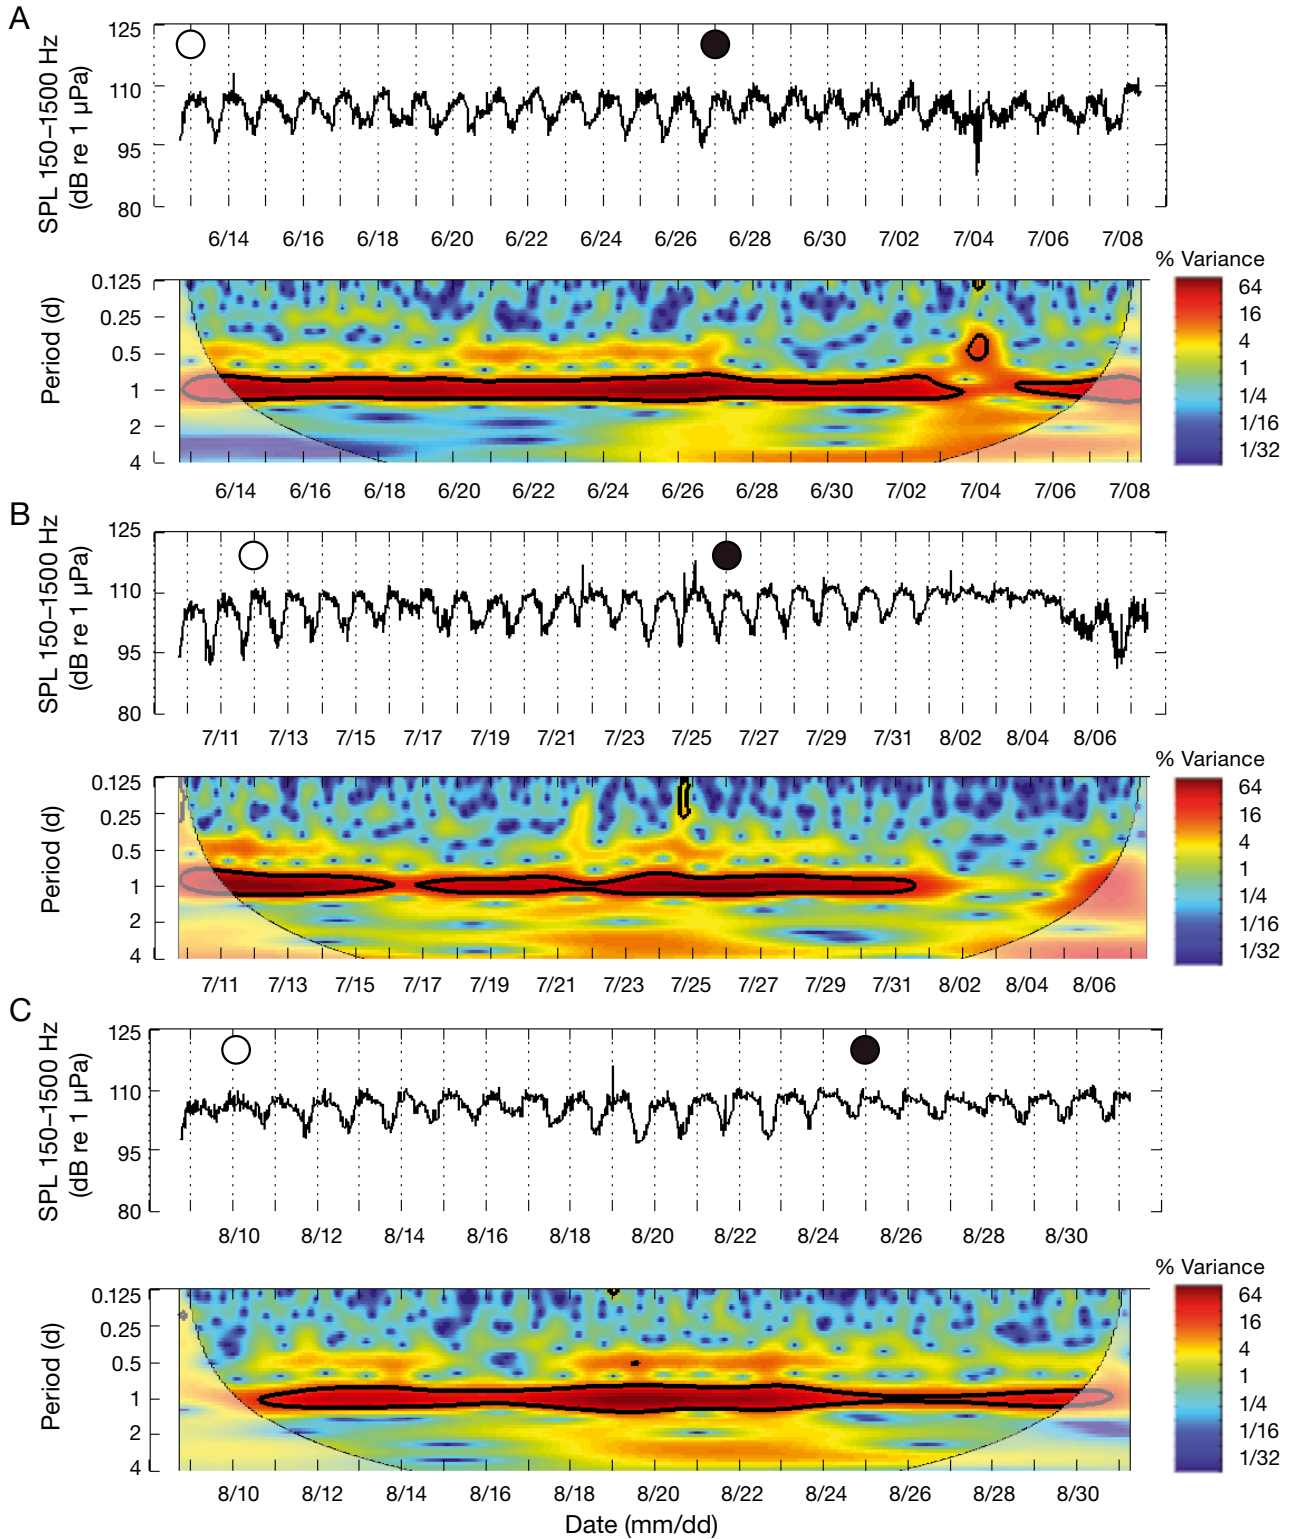 A
SPL 150–1500 Hz
(dB re 1 µPa)
125
110
95
80
6/14 6/16 6/18 6/20 6/22 6/24 6/26 6/28 6/30 7/02 7/04 7/06 7/08
% Variance
64
16
4
1
1/4
1/16
1/32
Period (d)
0.125
0.25
0.5
1
2
4
6/14 6/16 6/18 6/20 6/22 6/24 6/26 6/28 6/30 7/02 7/04 7/06 7/08
B
SPL 150–1500 Hz
(dB re 1 µPa)
125
110
95
80
7/11 7/13 7/15 7/17 7/19 7/21 7/23 7/25 7/27 7/29 7/31 8/02 8/04 8/06
% Variance
64
16
4
1
1/4
1/16
1/32
Period (d)
0.125
0.25
0.5
1
2
4
7/11 7/13 7/15 7/17 7/19 7/21 7/23 7/25 7/27 7/29 7/31 8/02 8/04 8/06
C
SPL 150–1500 Hz
(dB re 1 µPa)
125
110
95
80
8/10 8/12 8/14 8/16 8/18 8/20 8/22 8/24 8/26 8/28 8/30
% Variance
64
16
4
1
1/4
1/16
1/32
Period (d)
0.125
0.25
0.5
1
2
4
8/10 8/12 8/14 8/16 8/18 8/20 8/22 8/24 8/26 8/28 8/30
Date (mm/dd)